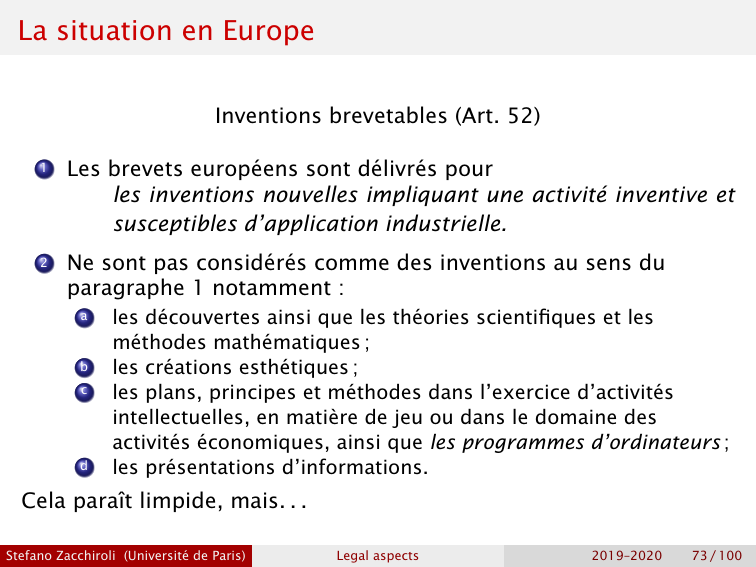 La situation en Europe
Inventions brevetables (Art. 52)
1 Les brevets européens sont délivrés pour
les inventions nouvelles impliquant une activité inventive et
susceptibles d’application industrielle.
2 Ne sont pas considérés comme des inventions au sens du
paragraphe 1 notamment :
a les découvertes ainsi que les théories scientifiques et les
méthodes mathématiques ;
b les créations esthétiques ;
c les plans, principes et méthodes dans l’exercice d’activités
intellectuelles, en matière de jeu ou dans le domaine des
activités économiques, ainsi que les programmes d’ordinateurs ;
d les présentations d’informations.
Cela paraît limpide, mais. . .
Stefano Zacchiroli (Université de Paris) Legal aspects 2019–2020 73 / 100